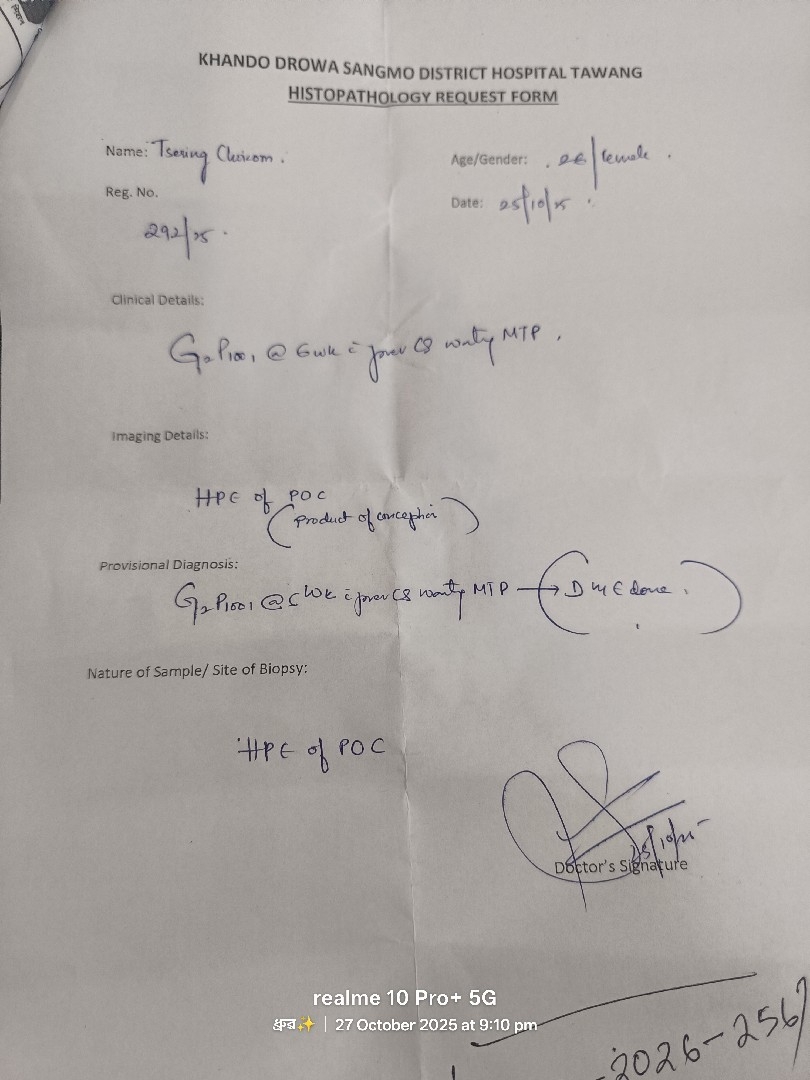 KHANDO DROWA SANGMO DISTRICT HOSPITAL TAWANG
HISTOPATHOLOGY REQUEST FORM
Name: Tsering
Age/Gender: 26/female.
Reg. No.
292/25.
Date: 25/10/25
Clinical Details:
G2P1001 @ 6wk c prev CS wants MTP.
Imaging Details:
HPE of POC
(Product of conception)
Provisional Diagnosis:
G2P1001 @ 6wk c prev CS wants MTP → (D & E done.)
Nature of Sample/ Site of Biopsy:
HPE of POC
25/10/25
Doctor's Signature
realme 10 Pro+ 5G
ধ্রুব✨ | 27 October 2025 at 9:10 pm
-2026-256